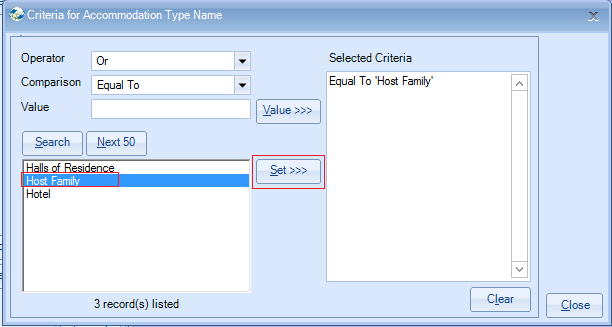 Criteria for Accommodation Type Name
Operator Or
Comparison Equal To
Value Value >>>
Search Next 50
Halls of Residence
Host Family
Hotel
3 record(s) listed
Set >>>
Selected Criteria
Equal To 'Host Family'
Clear
Close